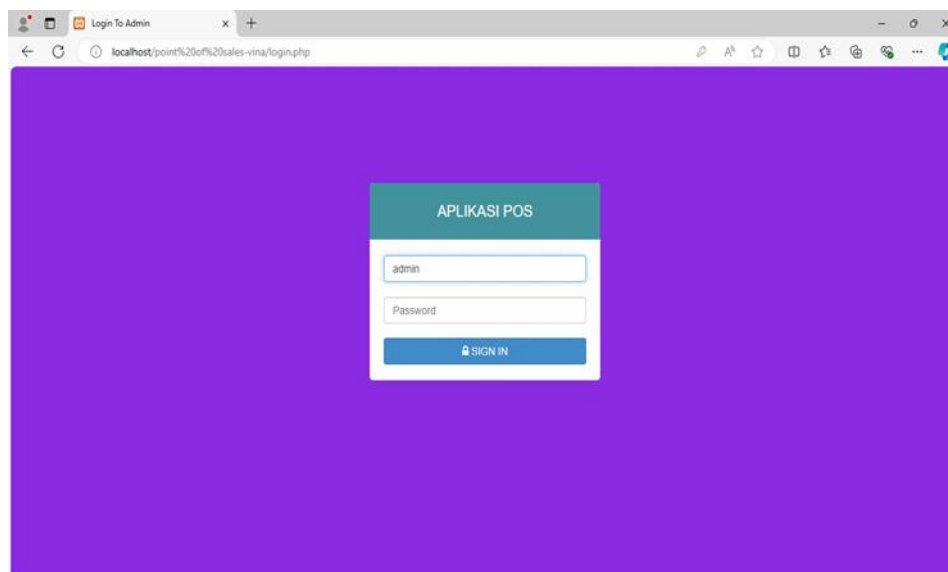 Login To Admin
localhost/point%20of%20sales-vina/login.php
APLIKASI POS
admin
Password
SIGN IN